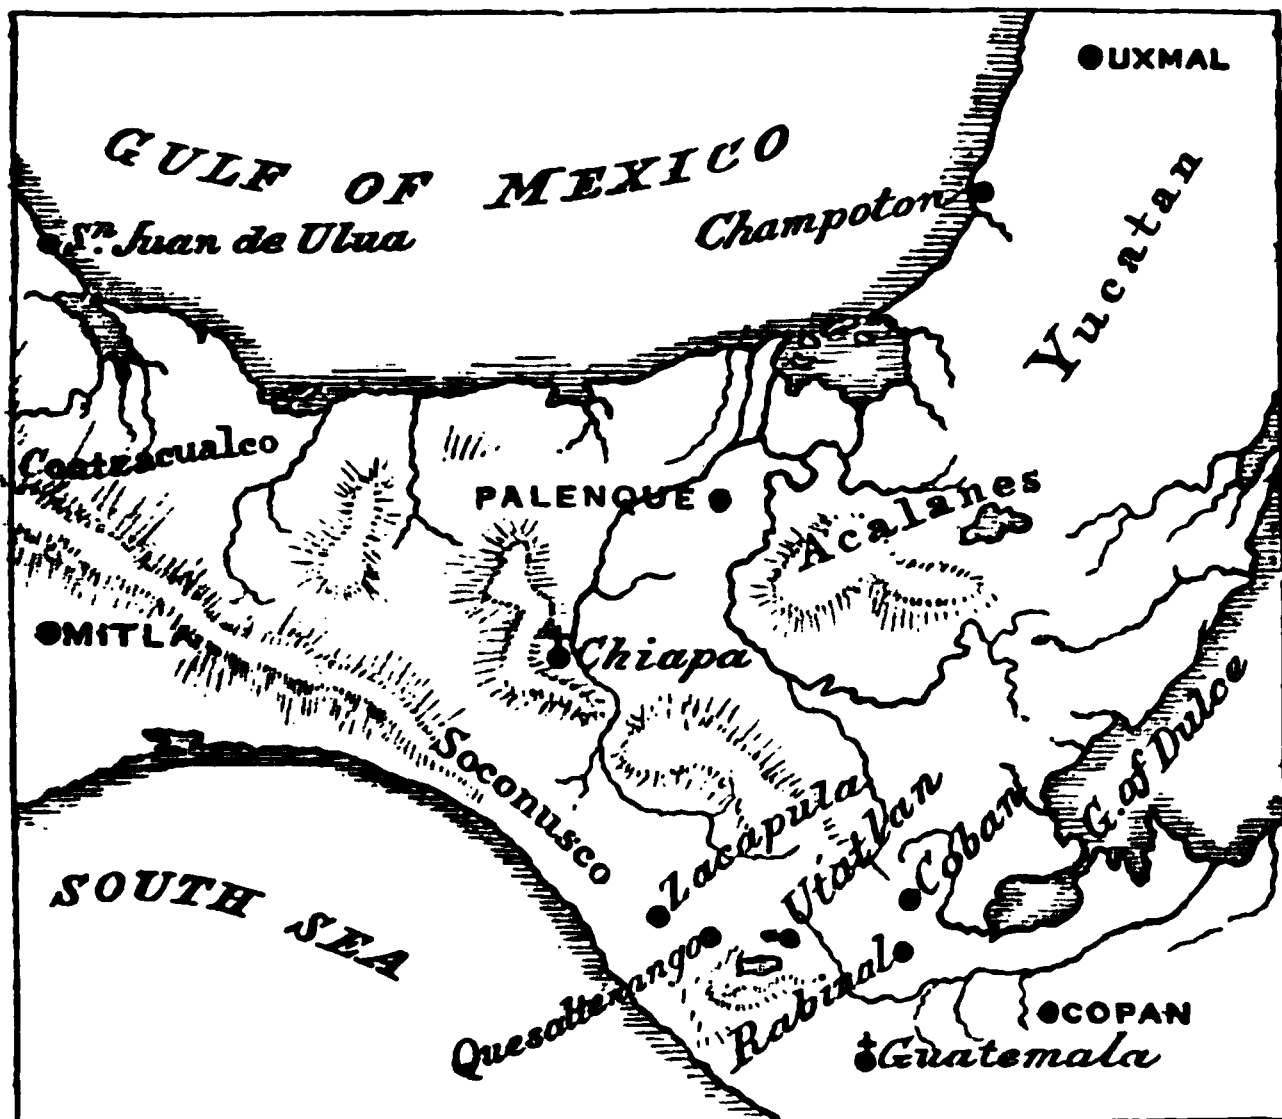 UXMAL
GULF OF MEXICO
Champoton
Sn. Juan de Ulua
Yucatan
Coatzacualco
PALENQUE
Acalanes
MITLA
Chiapa
G. of Dulce
Soconusco
Zacapula
Utatlan
Coban
SOUTH SEA
Quesaltenango
Rabinal
COPAN
Guatemala